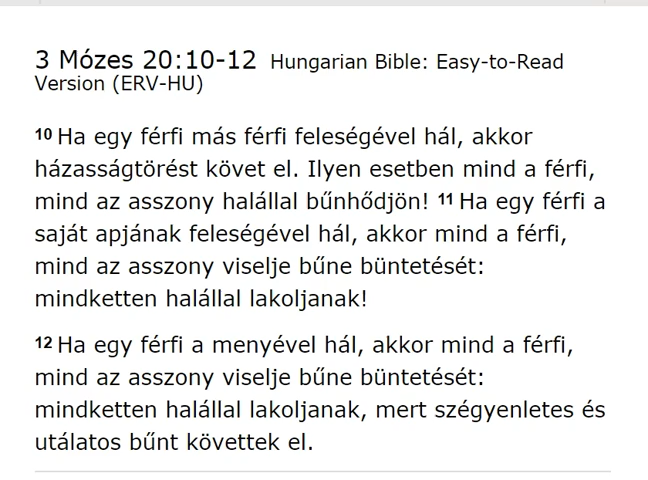 3 Mózes 20:10-12 Hungarian Bible: Easy-to-Read
Version (ERV-HU)
10 Ha egy férfi más férfi feleségével hál, akkor
házasságtörést követ el. Ilyen esetben mind a férfi,
mind az asszony halállal bűnhődjön! 11 Ha egy férfi a
saját apjának feleségével hál, akkor mind a férfi,
mind az asszony viselje bűne büntetését:
mindketten halállal lakoljanak!
12 Ha egy férfi a menyével hál, akkor mind a férfi,
mind az asszony viselje bűne büntetését:
mindketten halállal lakoljanak, mert szégyenletes és
utálatos bűnt követtek el.